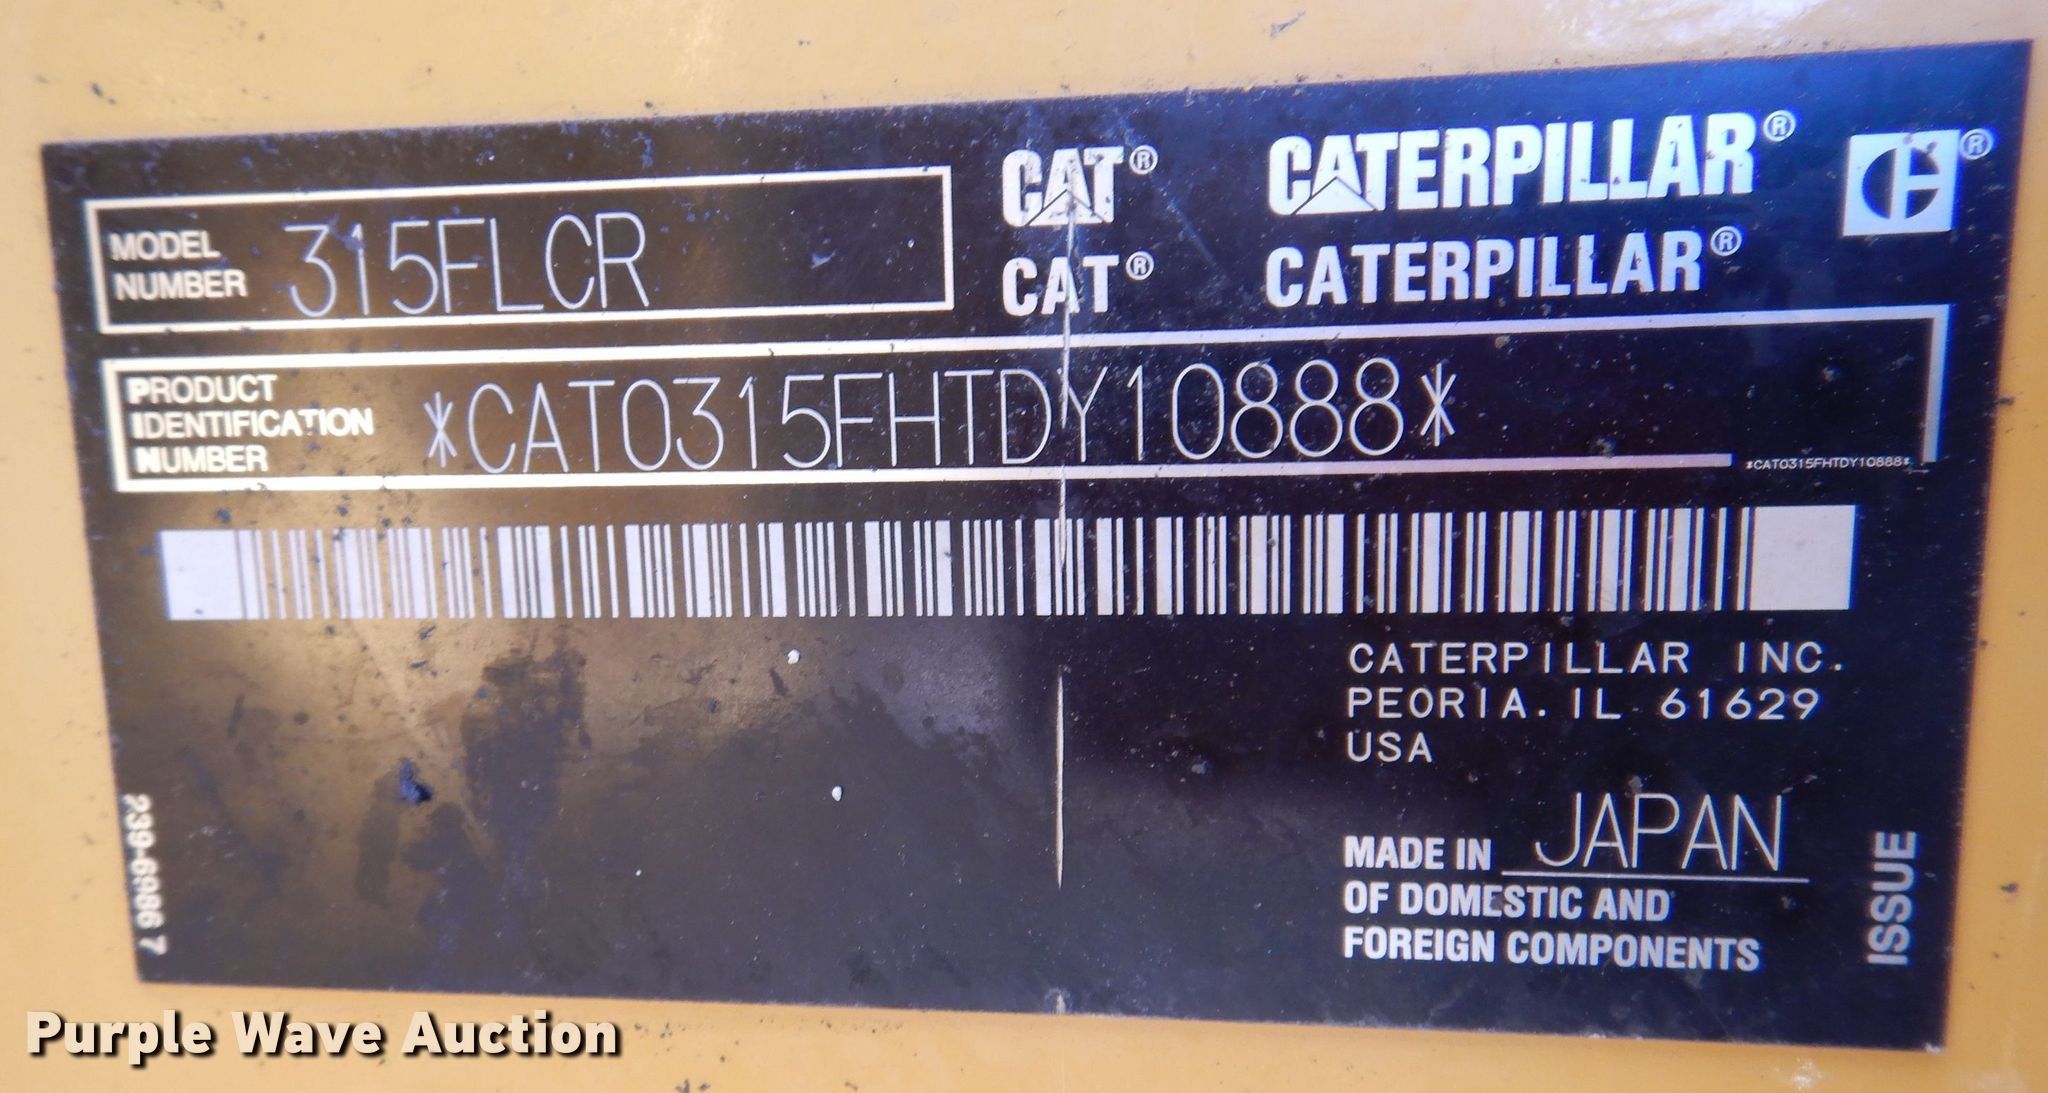 CAT® CATERPILLAR® C®
MODEL NUMBER 315FLCR
CAT® CATERPILLAR®
PRODUCT IDENTIFICATION NUMBER *CAT0315FHTDY10888*
*CAT0315FHTDY10888*
CATERPILLAR INC.
PEORIA. IL 61629
USA
MADE IN JAPAN
OF DOMESTIC AND
FOREIGN COMPONENTS
ISSUE
239-6986 7
Purple Wave Auction